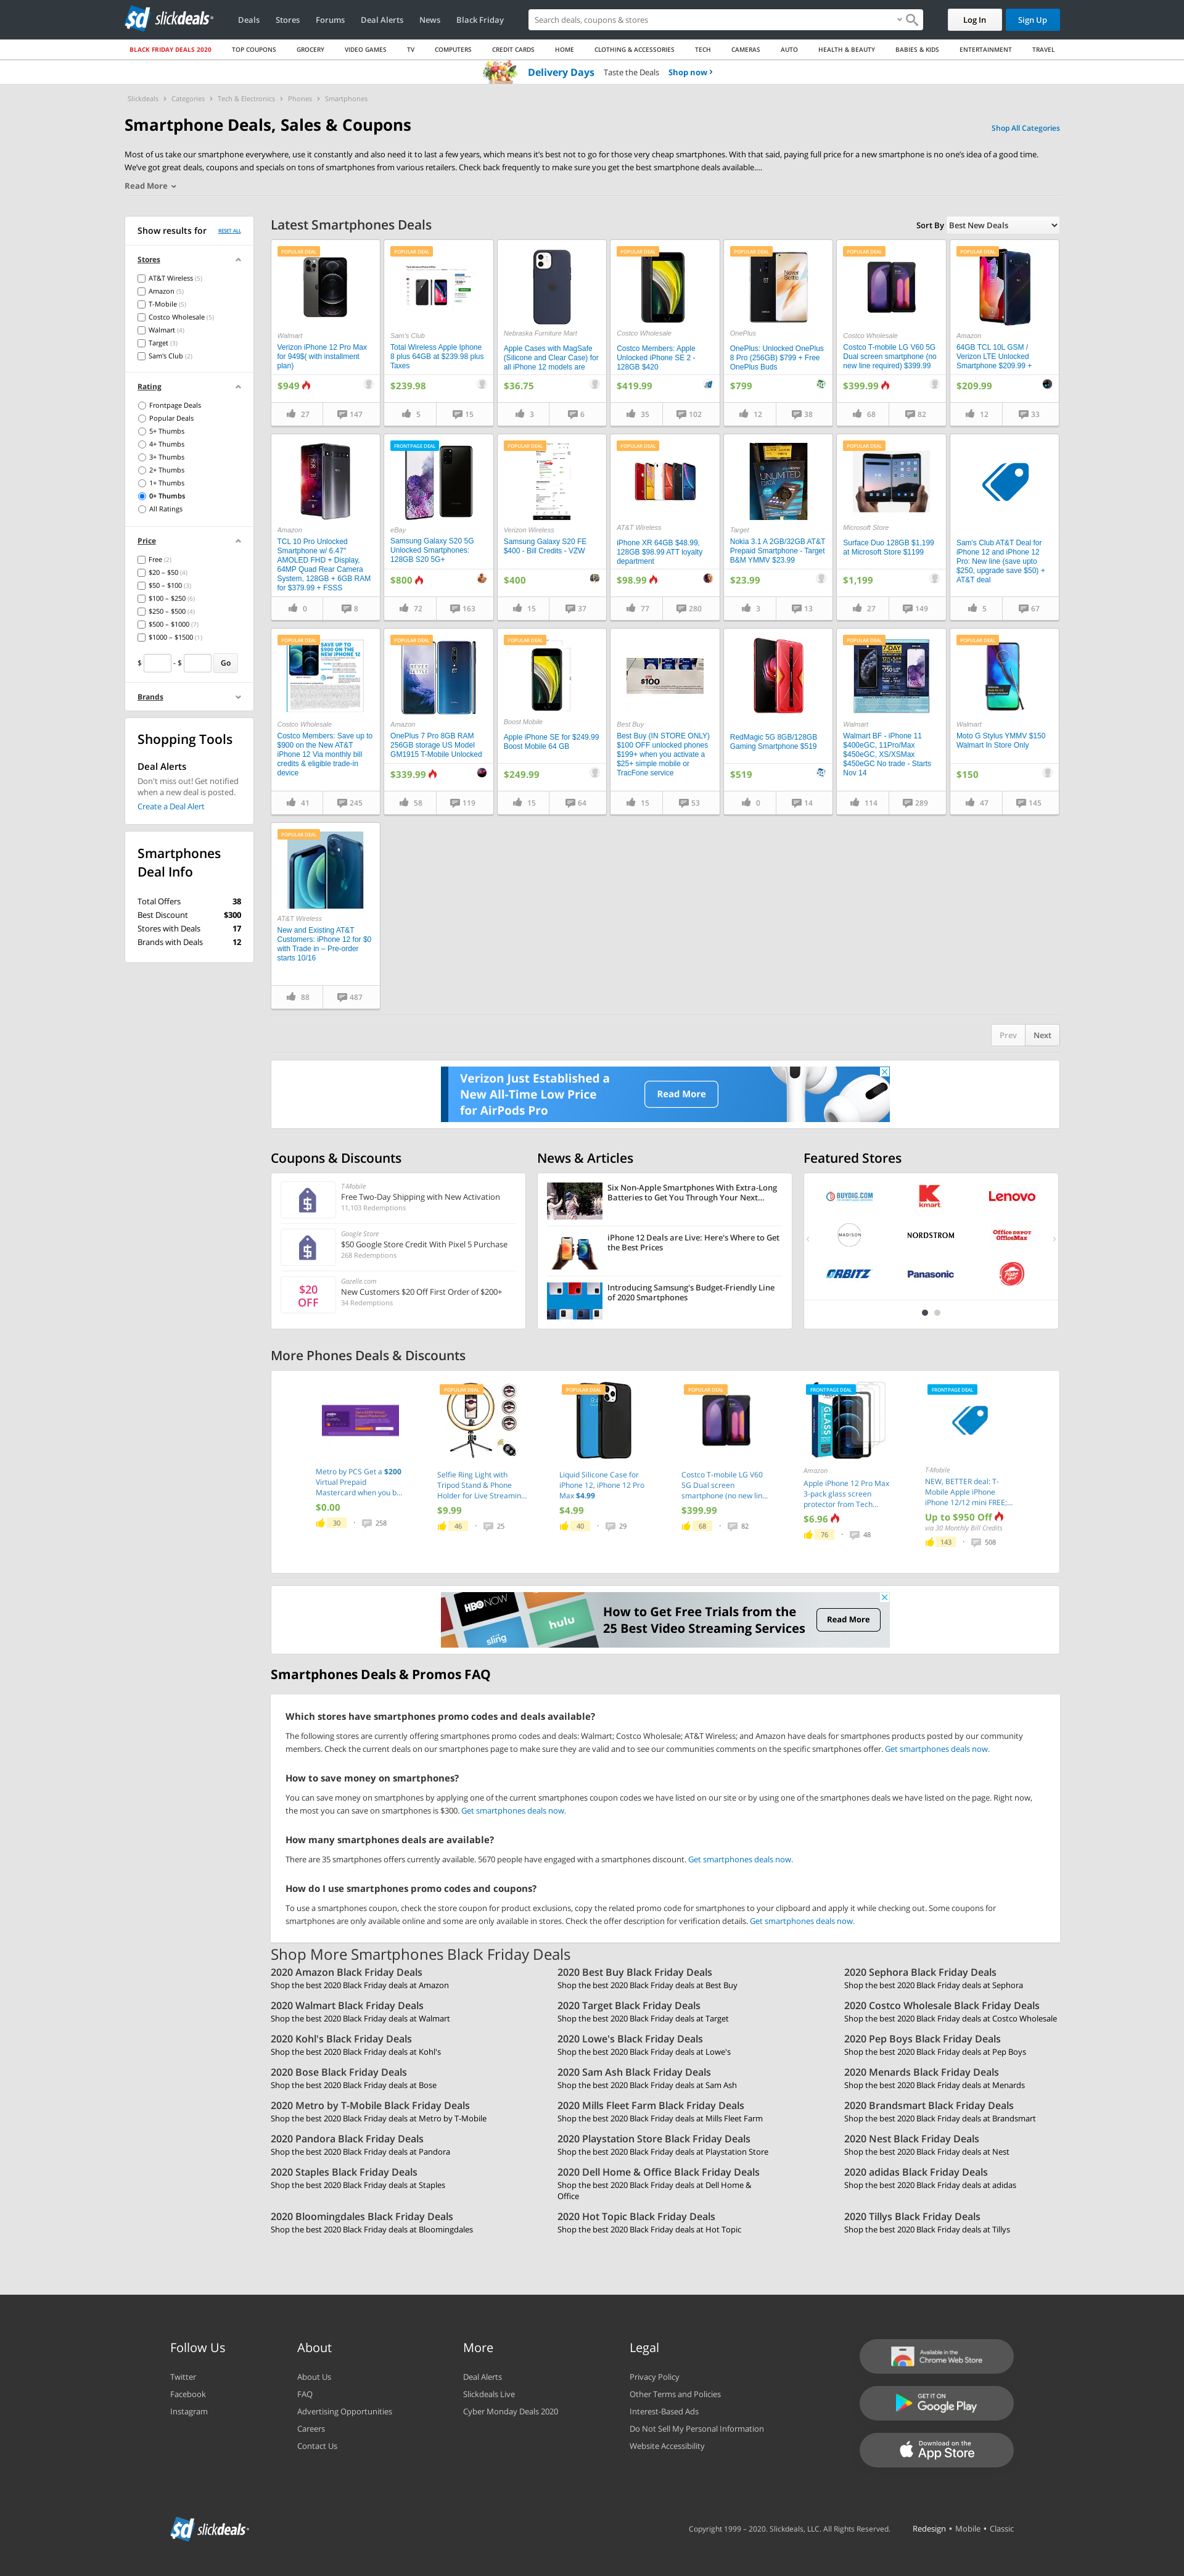 slickdeals
Deals
Stores
Forums
Deal Alerts
News
Black Friday
Search deals, coupons & stores
Log In
Sign Up
BLACK FRIDAY DEALS 2020
TOP COUPONS
GROCERY
VIDEO GAMES
TV
COMPUTERS
CREDIT CARDS
HOME
CLOTHING & ACCESSORIES
TECH
CAMERAS
AUTO
HEALTH & BEAUTY
BABIES & KIDS
ENTERTAINMENT
TRAVEL
Delivery Days Taste the Deals Shop now ›
Slickdeals › Categories › Tech & Electronics › Phones › Smartphones
Smartphone Deals, Sales & Coupons
Shop All Categories
Most of us take our smartphone everywhere, use it constantly and also need it to last a few years, which means it's best not to go for those very cheap smartphones. With that said, paying full price for a new smartphone is no one's idea of a good time.
We've got great deals, coupons and specials on tons of smartphones from various retailers. Check back frequently to make sure you get the best smartphone deals available....
Read More
Show results for
RESET ALL
Stores
AT&T Wireless (5)
Amazon (5)
T-Mobile (5)
Costco Wholesale (5)
Walmart (4)
Target (3)
Sam's Club (2)
Rating
Frontpage Deals
Popular Deals
5+ Thumbs
4+ Thumbs
3+ Thumbs
2+ Thumbs
1+ Thumbs
0+ Thumbs
All Ratings
Price
Free (2)
$20 – $50 (4)
$50 – $100 (3)
$100 – $250 (6)
$250 – $500 (4)
$500 – $1000 (7)
$1000 – $1500 (1)
$ - $ Go
Brands
Shopping Tools
Deal Alerts
Don't miss out! Get notified
when a new deal is posted.
Create a Deal Alert
Smartphones
Deal Info
Total Offers 38
Best Discount $300
Stores with Deals 17
Brands with Deals 12
Latest Smartphones Deals
Sort By Best New Deals
POPULAR DEAL
Walmart
Verizon iPhone 12 Pro Max
for 949$( with installment
plan)
$949
27 147
POPULAR DEAL
Sam's Club
Total Wireless Apple Iphone
8 plus 64GB at $239.98 plus
Taxes
$239.98
5 15
Nebraska Furniture Mart
Apple Cases with MagSafe
(Silicone and Clear Case) for
all iPhone 12 models are
$36.75
3 6
POPULAR DEAL
Costco Wholesale
Costco Members: Apple
Unlocked iPhone SE 2 -
128GB $420
$419.99
35 102
POPULAR DEAL
OnePlus
OnePlus: Unlocked OnePlus
8 Pro (256GB) $799 + Free
OnePlus Buds
$799
12 38
POPULAR DEAL
Costco Wholesale
Costco T-mobile LG V60 5G
Dual screen smartphone (no
new line required) $399.99
$399.99
68 82
POPULAR DEAL
Amazon
64GB TCL 10L GSM /
Verizon LTE Unlocked
Smartphone $209.99 +
$209.99
12 33
Amazon
TCL 10 Pro Unlocked
Smartphone w/ 6.47"
AMOLED FHD + Display,
64MP Quad Rear Camera
System, 128GB + 6GB RAM
for $379.99 + FSSS
0 8
FRONTPAGE DEAL
eBay
Samsung Galaxy S20 5G
Unlocked Smartphones:
128GB S20 5G+
$800
72 163
POPULAR DEAL
Verizon Wireless
Samsung Galaxy S20 FE
$400 - Bill Credits - VZW
$400
15 37
POPULAR DEAL
AT&T Wireless
iPhone XR 64GB $48.99,
128GB $98.99 ATT loyalty
department
$98.99
77 280
UNLIMITED
DATA
Target
Nokia 3.1 A 2GB/32GB AT&T
Prepaid Smartphone - Target
B&M YMMV $23.99
$23.99
3 13
POPULAR DEAL
Microsoft Store
Surface Duo 128GB $1,199
at Microsoft Store $1199
$1,199
27 149
Sam's Club AT&T Deal for
iPhone 12 and iPhone 12
Pro: New line (save upto
$250, upgrade save $50) +
AT&T deal
5 67
POPULAR DEAL
SAVE UP TO
$900 ON THE
NEW IPHONE 12
Costco Wholesale
Costco Members: Save up to
$900 on the New AT&T
iPhone 12 Via monthly bill
credits & eligible trade-in
device
41 245
POPULAR DEAL
Amazon
OnePlus 7 Pro 8GB RAM
256GB storage US Model
GM1915 T-Mobile Unlocked
$339.99
58 119
POPULAR DEAL
Boost Mobile
Apple iPhone SE for $249.99
Boost Mobile 64 GB
$249.99
15 64
$100
Best Buy
Best Buy (IN STORE ONLY)
$100 OFF unlocked phones
$199+ when you activate a
$25+ simple mobile or
TracFone service
15 53
RedMagic 5G 8GB/128GB
Gaming Smartphone $519
$519
0 14
POPULAR DEAL
Walmart
Walmart BF - iPhone 11
$400eGC, 11Pro/Max
$450eGC, XS/XSMax
$450eGC No trade - Starts
Nov 14
114 289
POPULAR DEAL
Walmart
Moto G Stylus YMMV $150
Walmart In Store Only
$150
47 145
POPULAR DEAL
AT&T Wireless
New and Existing AT&T
Customers: iPhone 12 for $0
with Trade in – Pre-order
starts 10/16
88 487
Prev Next
Verizon Just Established a
New All-Time Low Price
for AirPods Pro
Read More
Coupons & Discounts
T-Mobile
Free Two-Day Shipping with New Activation
11,103 Redemptions
Google Store
$50 Google Store Credit With Pixel 5 Purchase
268 Redemptions
$20
OFF
Gazelle.com
New Customers $20 Off First Order of $200+
34 Redemptions
News & Articles
Six Non-Apple Smartphones With Extra-Long
Batteries to Get You Through Your Next...
iPhone 12 Deals are Live: Here's Where to Get
the Best Prices
Introducing Samsung's Budget-Friendly Line
of 2020 Smartphones
Featured Stores
BUYDIG.COM
kmart
Lenovo
MADISON
NORDSTROM
Office DEPOT
OfficeMax
ORBITZ
Panasonic
Pizza Hut
More Phones Deals & Discounts
Metro by PCS Get a $200
Virtual Prepaid
Mastercard when you b...
$0.00
30 • 258
POPULAR DEAL
Selfie Ring Light with
Tripod Stand & Phone
Holder for Live Streamin...
$9.99
46 • 25
POPULAR DEAL
Liquid Silicone Case for
iPhone 12, iPhone 12 Pro
Max $4.99
$4.99
40 • 29
POPULAR DEAL
Costco T-mobile LG V60
5G Dual screen
smartphone (no new lin...
$399.99
68 • 82
FRONTPAGE DEAL
GLASS
Amazon
Apple iPhone 12 Pro Max
3-pack glass screen
protector from Tech...
$6.96
76 • 48
FRONTPAGE DEAL
T-Mobile
NEW, BETTER deal: T-
Mobile Apple iPhone
iPhone 12/12 mini FREE;...
Up to $950 Off
via 30 Monthly Bill Credits
143 • 508
HBO NOW
sling
hulu
How to Get Free Trials from the
25 Best Video Streaming Services
Read More
Smartphones Deals & Promos FAQ
Which stores have smartphones promo codes and deals available?
The following stores are currently offering smartphones promo codes and deals: Walmart; Costco Wholesale; AT&T Wireless; and Amazon have deals for smartphones products posted by our community
members. Check the current deals on our smartphones page to make sure they are valid and to see our communities comments on the specific smartphones offer. Get smartphones deals now.
How to save money on smartphones?
You can save money on smartphones by applying one of the current smartphones coupon codes we have listed on our site or by using one of the smartphones deals we have listed on the page. Right now,
the most you can save on smartphones is $300. Get smartphones deals now.
How many smartphones deals are available?
There are 35 smartphones offers currently available. 5670 people have engaged with a smartphones discount. Get smartphones deals now.
How do I use smartphones promo codes and coupons?
To use a smartphones coupon, check the store coupon for product exclusions, copy the related promo code for smartphones to your clipboard and apply it while checking out. Some coupons for
smartphones are only available online and some are only available in stores. Check the offer description for verification details. Get smartphones deals now.
Shop More Smartphones Black Friday Deals
2020 Amazon Black Friday Deals
Shop the best 2020 Black Friday deals at Amazon
2020 Best Buy Black Friday Deals
Shop the best 2020 Black Friday deals at Best Buy
2020 Sephora Black Friday Deals
Shop the best 2020 Black Friday deals at Sephora
2020 Walmart Black Friday Deals
Shop the best 2020 Black Friday deals at Walmart
2020 Target Black Friday Deals
Shop the best 2020 Black Friday deals at Target
2020 Costco Wholesale Black Friday Deals
Shop the best 2020 Black Friday deals at Costco Wholesale
2020 Kohl's Black Friday Deals
Shop the best 2020 Black Friday deals at Kohl's
2020 Lowe's Black Friday Deals
Shop the best 2020 Black Friday deals at Lowe's
2020 Pep Boys Black Friday Deals
Shop the best 2020 Black Friday deals at Pep Boys
2020 Bose Black Friday Deals
Shop the best 2020 Black Friday deals at Bose
2020 Sam Ash Black Friday Deals
Shop the best 2020 Black Friday deals at Sam Ash
2020 Menards Black Friday Deals
Shop the best 2020 Black Friday deals at Menards
2020 Metro by T-Mobile Black Friday Deals
Shop the best 2020 Black Friday deals at Metro by T-Mobile
2020 Mills Fleet Farm Black Friday Deals
Shop the best 2020 Black Friday deals at Mills Fleet Farm
2020 Brandsmart Black Friday Deals
Shop the best 2020 Black Friday deals at Brandsmart
2020 Pandora Black Friday Deals
Shop the best 2020 Black Friday deals at Pandora
2020 Playstation Store Black Friday Deals
Shop the best 2020 Black Friday deals at Playstation Store
2020 Nest Black Friday Deals
Shop the best 2020 Black Friday deals at Nest
2020 Staples Black Friday Deals
Shop the best 2020 Black Friday deals at Staples
2020 Dell Home & Office Black Friday Deals
Shop the best 2020 Black Friday deals at Dell Home &
Office
2020 adidas Black Friday Deals
Shop the best 2020 Black Friday deals at adidas
2020 Bloomingdales Black Friday Deals
Shop the best 2020 Black Friday deals at Bloomingdales
2020 Hot Topic Black Friday Deals
Shop the best 2020 Black Friday deals at Hot Topic
2020 Tillys Black Friday Deals
Shop the best 2020 Black Friday deals at Tillys
Follow Us
Twitter
Facebook
Instagram
About
About Us
FAQ
Advertising Opportunities
Careers
Contact Us
More
Deal Alerts
Slickdeals Live
Cyber Monday Deals 2020
Legal
Privacy Policy
Other Terms and Policies
Interest-Based Ads
Do Not Sell My Personal Information
Website Accessibility
Available in the
Chrome Web Store
GET IT ON
Google Play
Download on the
App Store
slickdeals
Copyright 1999 – 2020. Slickdeals, LLC. All Rights Reserved.
Redesign • Mobile • Classic